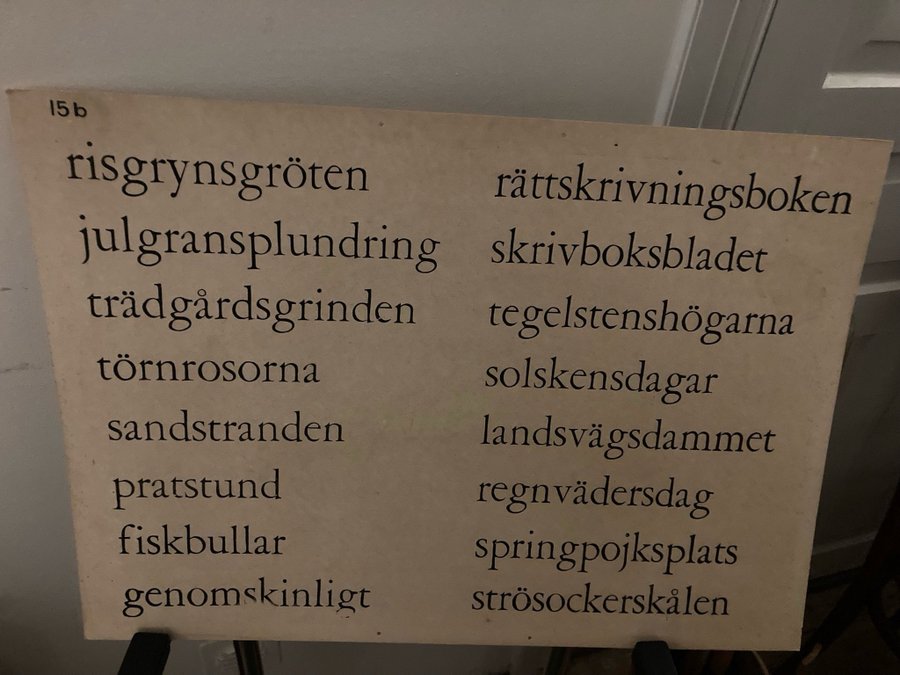 15b
risgrynsgröten
julgransplundring
trädgårdsgrinden
törnrosorna
sandstranden
pratstund
fiskbullar
genomskinligt
rättskrivningsboken
skrivboksbladet
tegelstenshögarna
solskensdagar
landsvägsdammet
regnvädersdag
springpojksplats
strösockerskålen